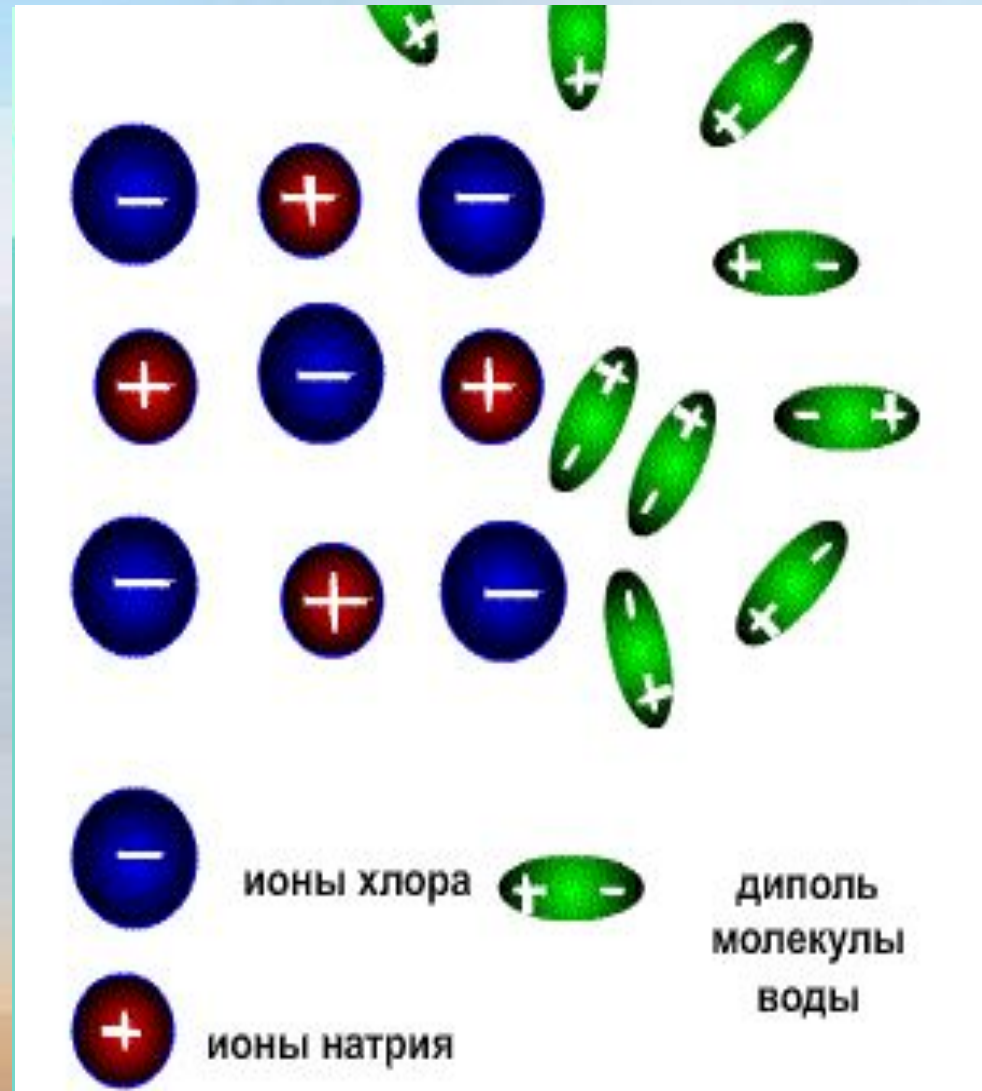 ионы хлора
диполь
молекулы
воды
ионы натрия